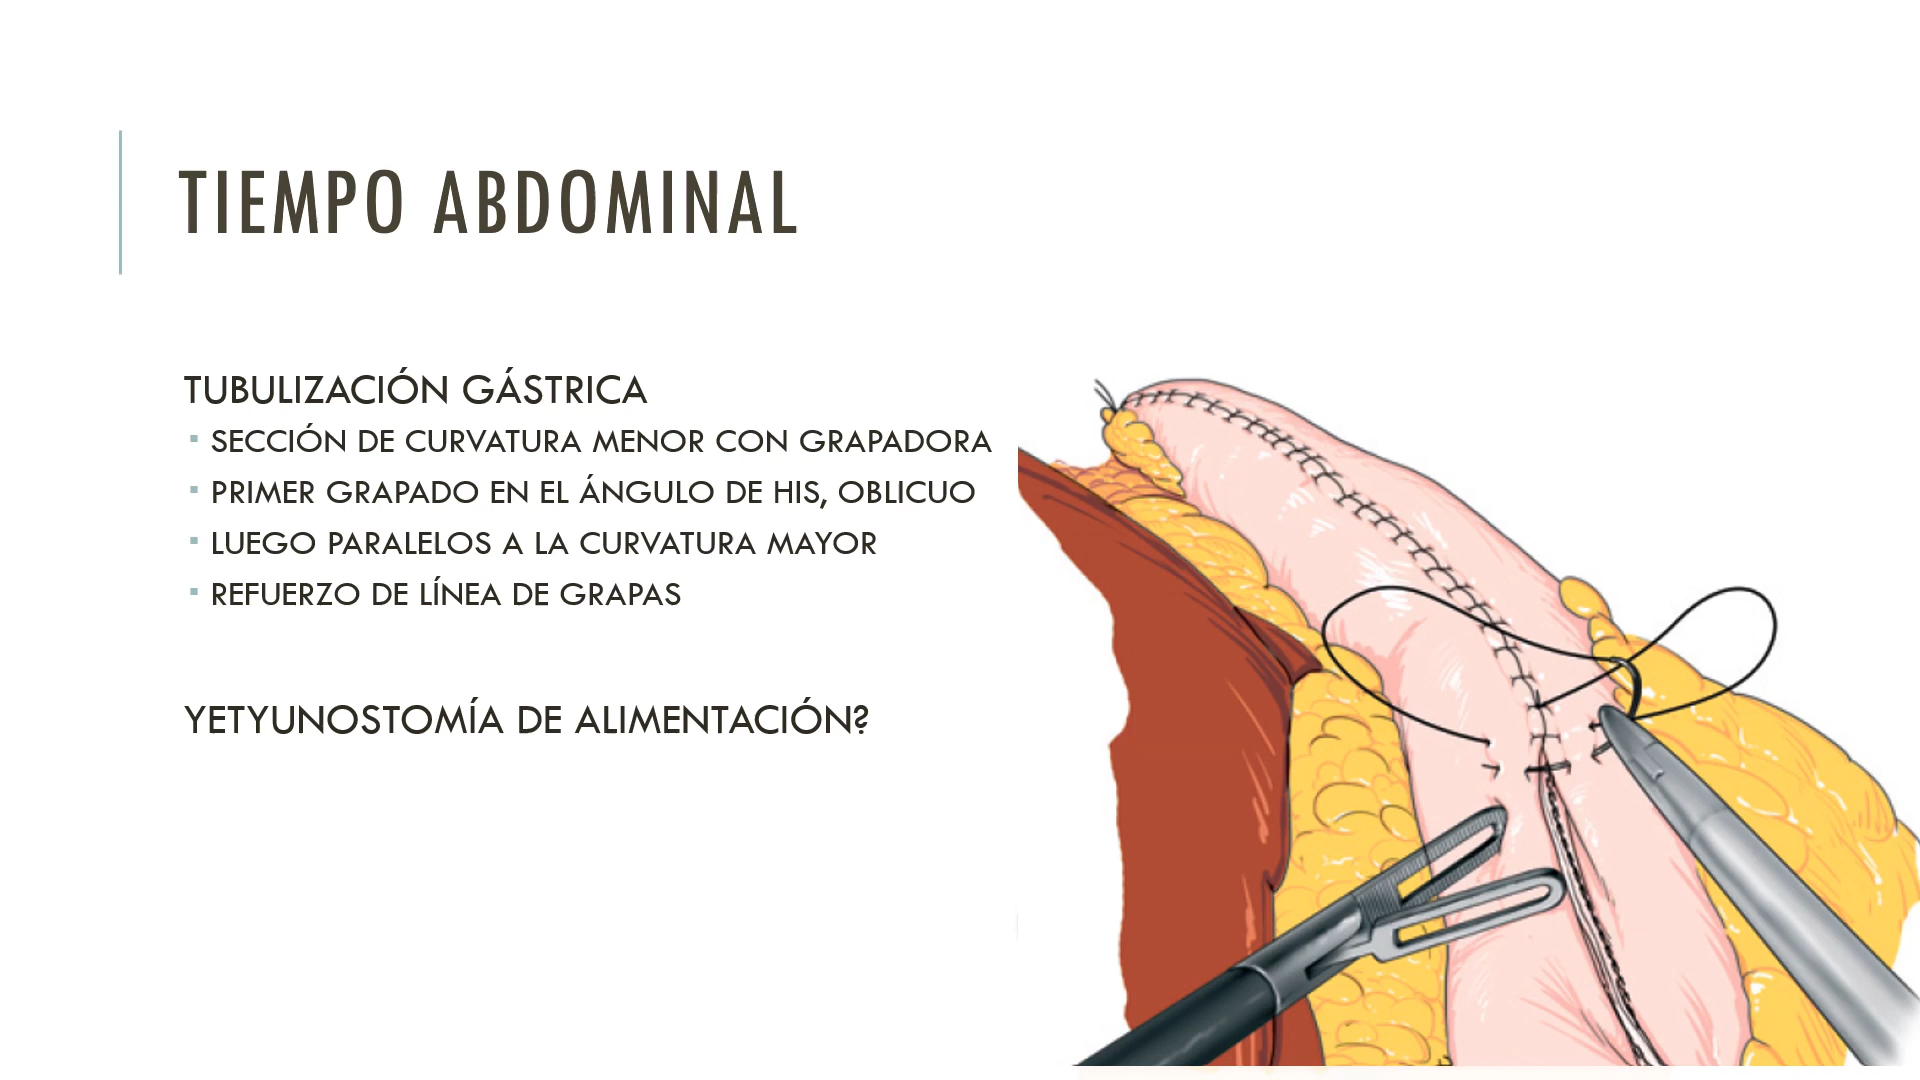 TIEMPO ABDOMINAL
TUBULIZACIÓN GÁSTRICA
▪ SECCIÓN DE CURVATURA MENOR CON GRAPADORA
▪ PRIMER GRAPADO EN EL ÁNGULO DE HIS, OBLICUO
▪ LUEGO PARALELOS A LA CURVATURA MAYOR
▪ REFUERZO DE LÍNEA DE GRAPAS
YETYUNOSTOMÍA DE ALIMENTACIÓN?